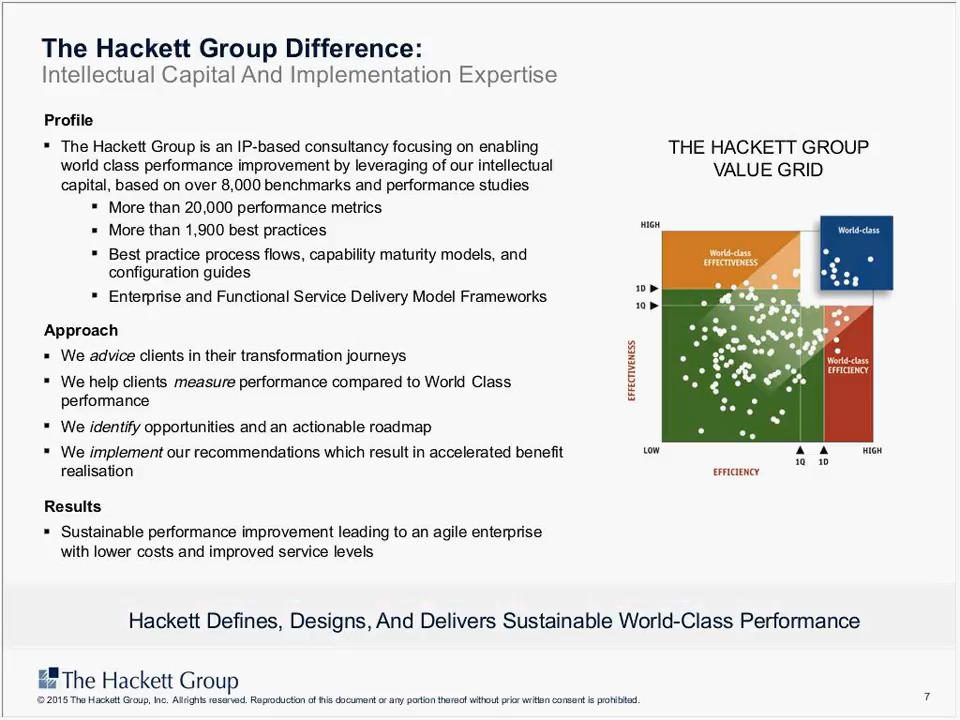 The Hackett Group Difference:
Intellectual Capital And Implementation Expertise
Profile
▪ The Hackett Group is an IP-based consultancy focusing on enabling
world class performance improvement by leveraging of our intellectual
capital, based on over 8,000 benchmarks and performance studies
▪ More than 20,000 performance metrics
▪ More than 1,900 best practices
▪ Best practice process flows, capability maturity models, and
configuration guides
▪ Enterprise and Functional Service Delivery Model Frameworks
Approach
▪ We advice clients in their transformation journeys
▪ We help clients measure performance compared to World Class
performance
▪ We identify opportunities and an actionable roadmap
▪ We implement our recommendations which result in accelerated benefit
realisation
Results
▪ Sustainable performance improvement leading to an agile enterprise
with lower costs and improved service levels
THE HACKETT GROUP
VALUE GRID
HIGH
World-class
World-class
EFFECTIVENESS
1D
1Q
EFFECTIVENESS
World-class
EFFICIENCY
LOW
1Q
1D
HIGH
EFFICIENCY
Hackett Defines, Designs, And Delivers Sustainable World-Class Performance
The Hackett Group
© 2015 The Hackett Group, Inc. All rights reserved. Reproduction of this document or any portion thereof without prior written consent is prohibited.
7